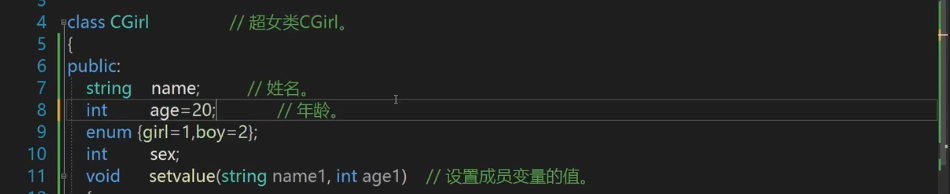 4 class CGirl // 超女类CGirl。
5 {
6 public:
7 string name; // 姓名。
8 int age=20; // 年龄。
9 enum {girl=1,boy=2};
10 int sex;
11 void setvalue(string name1, int age1) // 设置成员变量的值。